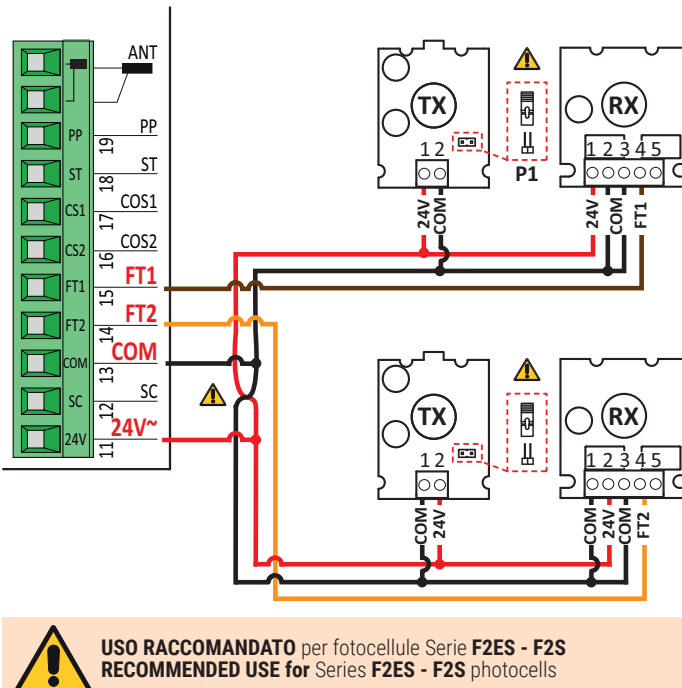 ANT
PP 19 PP
ST 18 ST
CS1 17 COS1
CS2 16 COS2
FT1 15 FT1
FT2 14 FT2
COM 13 COM
SC 12 SC
24V 11 24V~
TX
1 2
24V
COM
P1
RX
1 2 3 4 5
24V
COM
FT1
TX
1 2
COM
24V
RX
1 2 3 4 5
COM
24V
COM
FT2
USO RACCOMANDATO per fotocellule Serie F2ES - F2S
RECOMMENDED USE for Series F2ES - F2S photocells